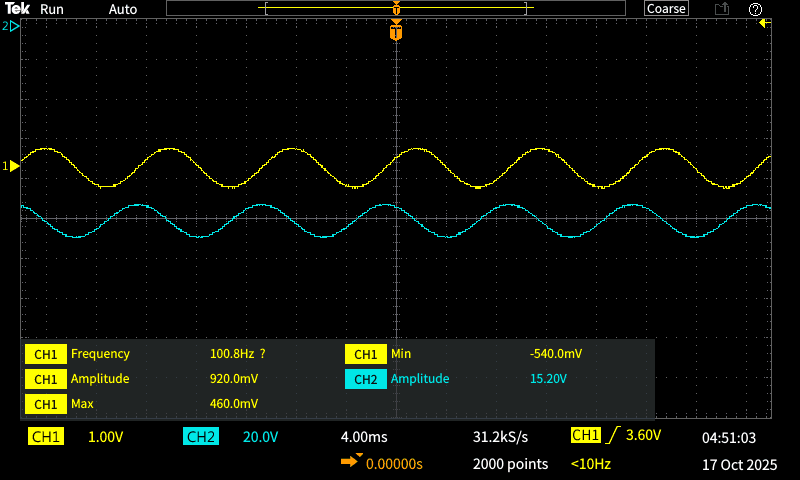 Tek Run Auto T Coarse ?
2
T
1
CH1 Frequency 100.8Hz ? CH1 Min -540.0mV
CH1 Amplitude 920.0mV CH2 Amplitude 15.20V
CH1 Max 460.0mV
CH1 1.00V CH2 20.0V 4.00ms 31.2kS/s CH1 3.60V 04:51:03
0.00000s 2000 points <10Hz 17 Oct 2025